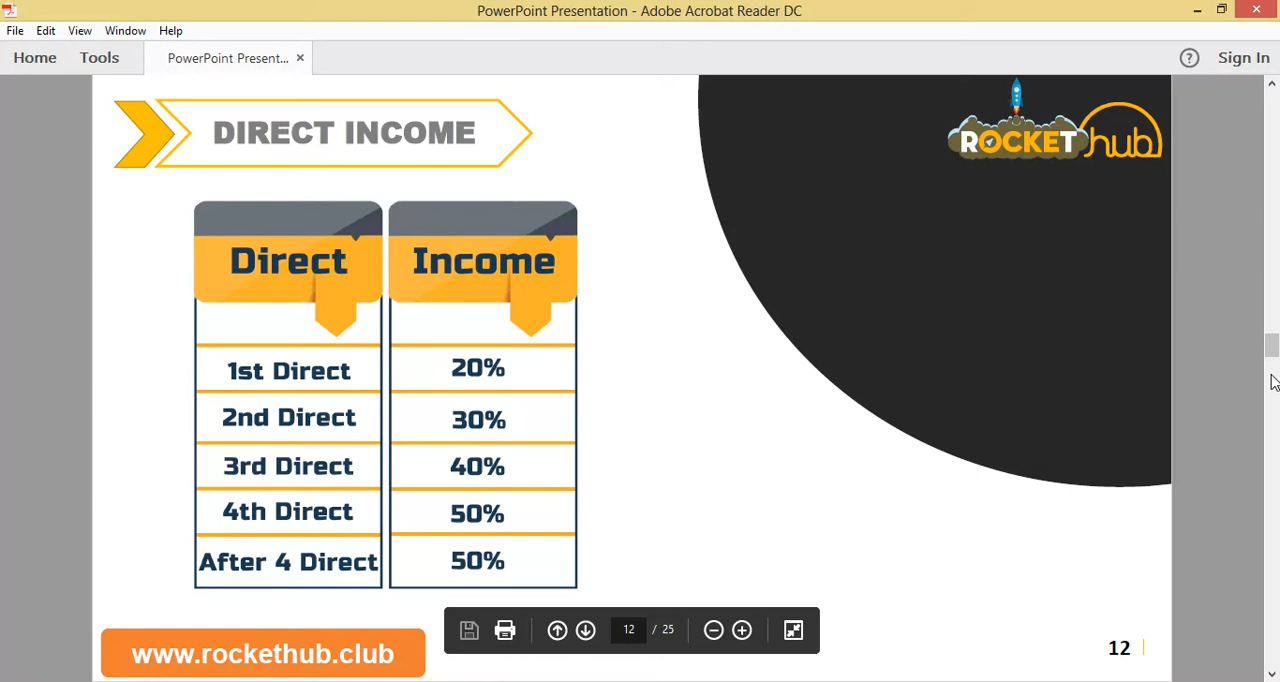 PowerPoint Presentation - Adobe Acrobat Reader DC
File Edit View Window Help
Home Tools PowerPoint Present... × ? Sign In
DIRECT INCOME
ROCKET hub
Direct Income
1st Direct 20%
2nd Direct 30%
3rd Direct 40%
4th Direct 50%
After 4 Direct 50%
12 / 25
www.rockethub.club
12